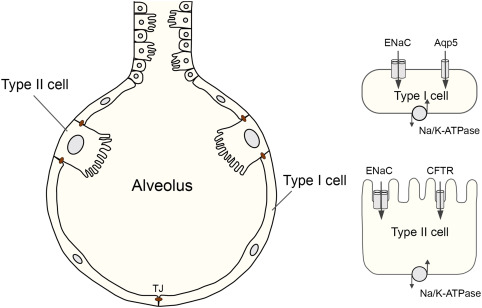 Type II cell
Alveolus
Type I cell
TJ
ENaC
Aqp5
Type I cell
Na/K-ATPase
ENaC
CFTR
Type II cell
Na/K-ATPase